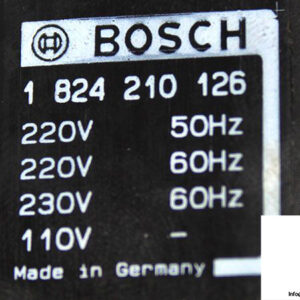 BOSCH
1 824 210 126
220V 50Hz
220V 60Hz
230V 60Hz
110V –
Made in Germany